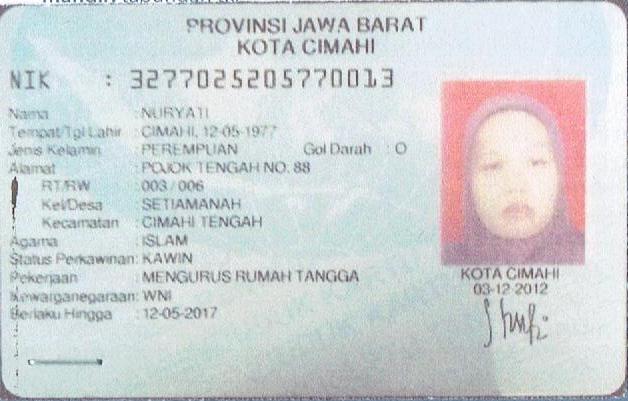 PROVINSI JAWA BARAT
KOTA CIMAHI
NIK : 3277025205770013
Nama : NURYATI
Tempat/Tgl Lahir : CIMAHI, 12-05-1977
Jenis Kelamin : PEREMPUAN Gol Darah : O
Alamat : POJOK TENGAH NO. 88
RT/RW : 003 / 006
Kel/Desa : SETIAMANAH
Kecamatan : CIMAHI TENGAH
Agama : ISLAM
Status Perkawinan: KAWIN
Pekerjaan : MENGURUS RUMAH TANGGA
Kewarganegaraan: WNI
Berlaku Hingga : 12-05-2017
KOTA CIMAHI
03-12-2012